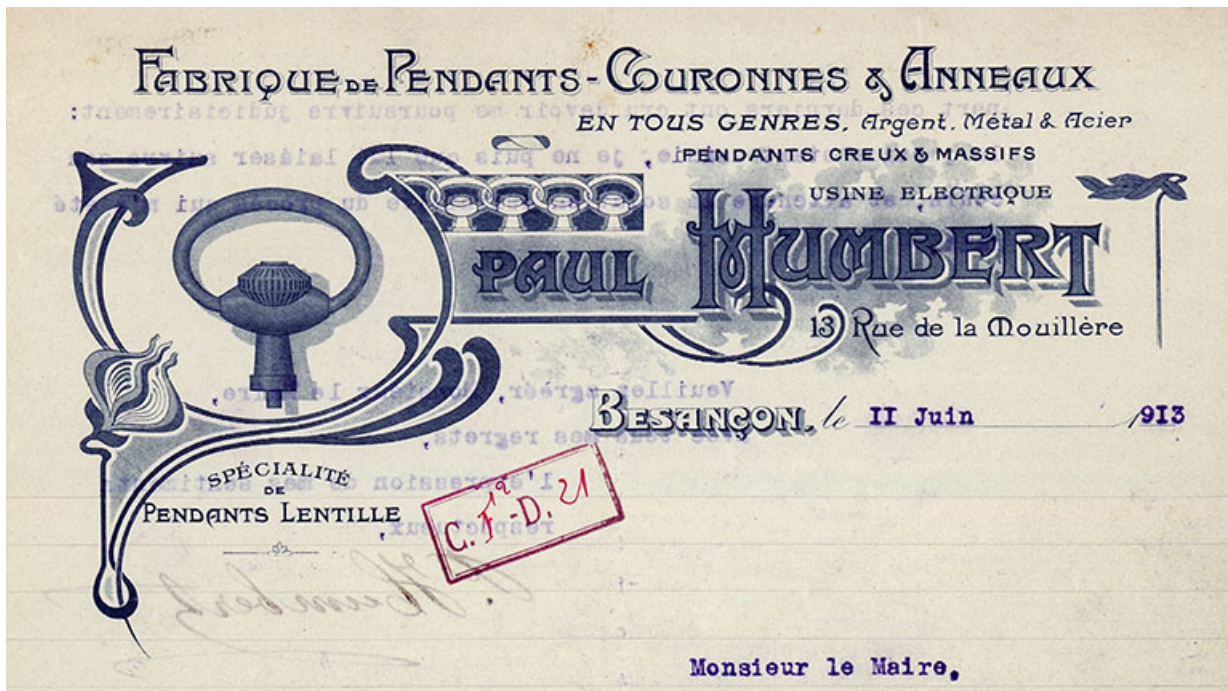 FABRIQUE DE PENDANTS - COURONNES & ANNEAUX
EN TOUS GENRES, Argent, Métal & Acier
PENDANTS CREUX & MASSIFS
USINE ELECTRIQUE
PAUL HUMBERT
13 Rue de la Mouillère
BESANÇON, le II Juin 1913
SPÉCIALITÉ
DE
PENDANTS LENTILLE
C. -D. 21
Monsieur le Maire,